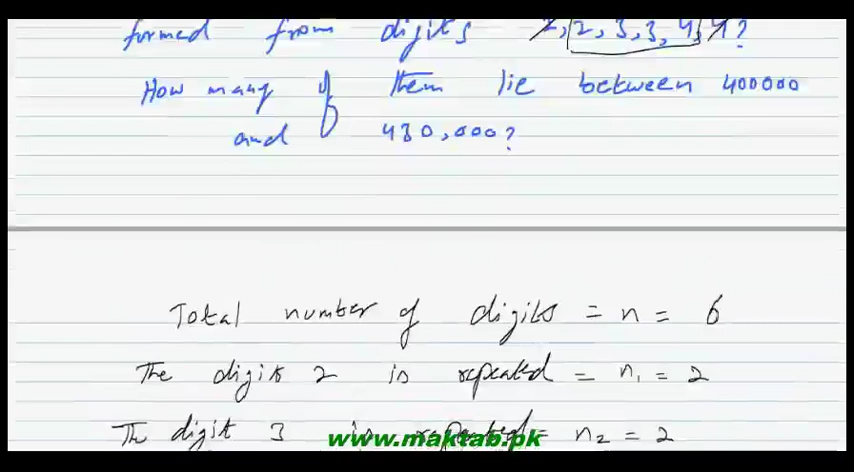 formed from digits 2, 2, 3, 3, 4, 4?
How many of them lie between 400000
and 430,000?
Total number of digits = n = 6
The digit 2 is repeated = n₁ = 2
The digit 3 is repeated = n₂ = 2
www.maktab.pk